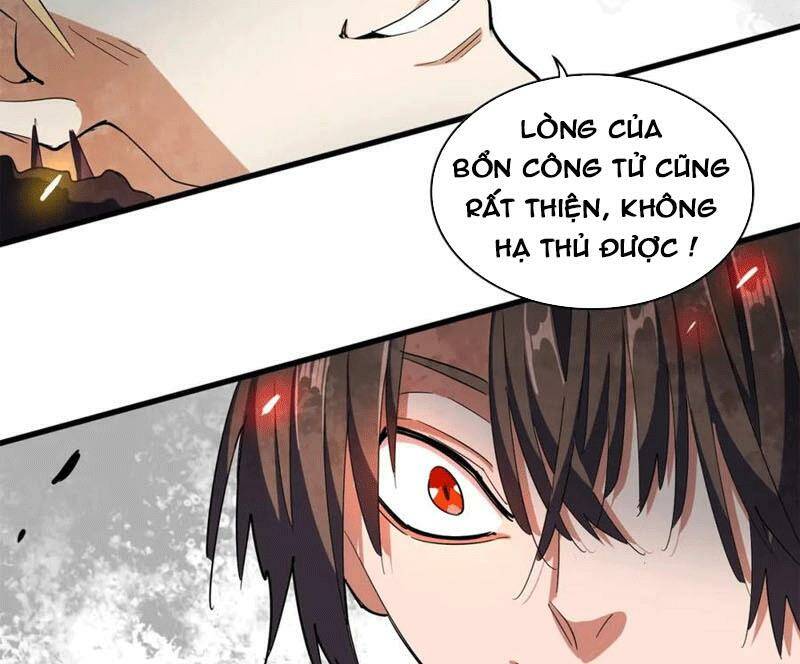 LÒNG CỦA
BỔN CÔNG TỬ CŨNG
RẤT THIỆN, KHÔNG
HẠ THỦ ĐƯỢC !